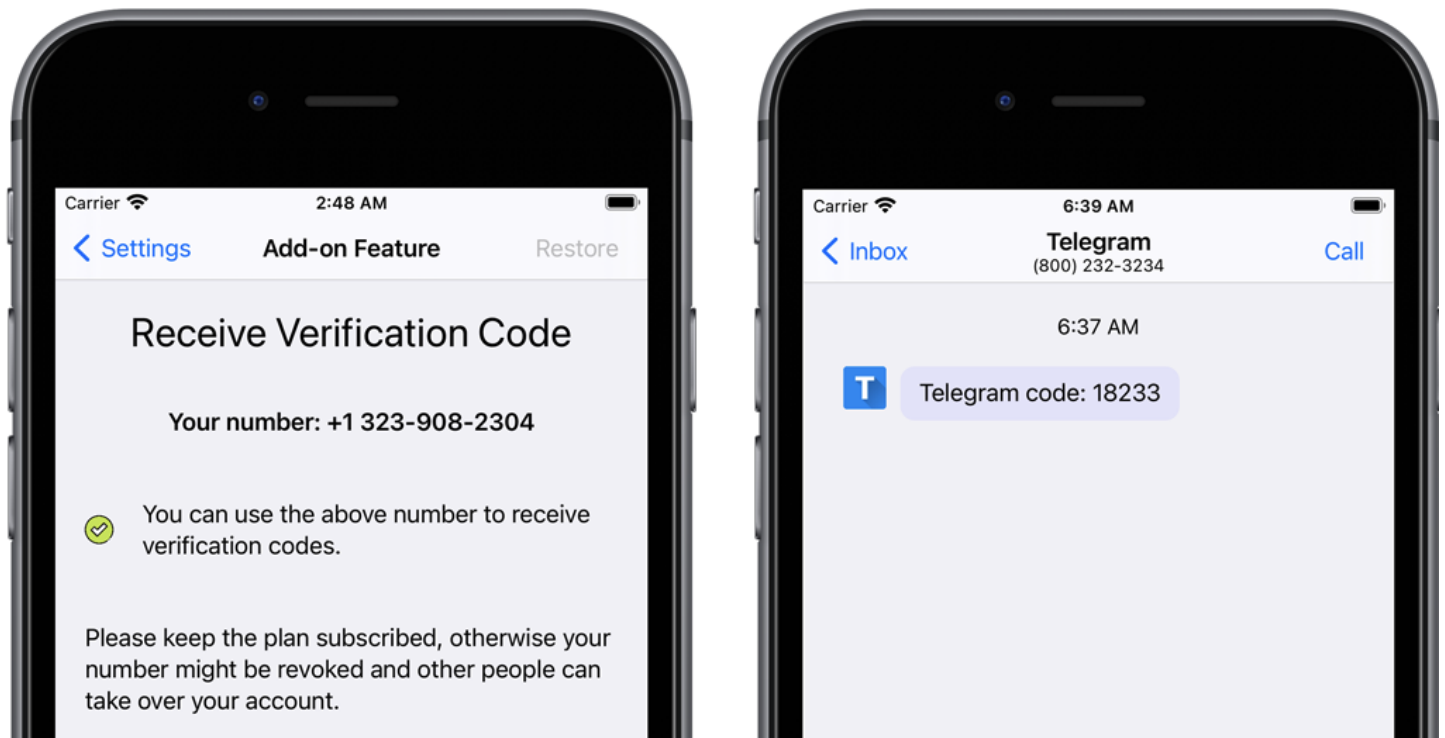 Carrier 2:48 AM
Settings Add-on Feature Restore
Receive Verification Code
Your number: +1 323-908-2304
You can use the above number to receive
verification codes.
Please keep the plan subscribed, otherwise your
number might be revoked and other people can
take over your account.
Carrier 6:39 AM
Inbox Telegram Call
(800) 232-3234
6:37 AM
T Telegram code: 18233